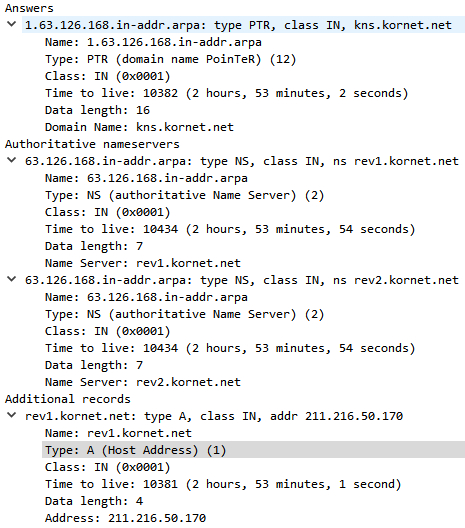 Answers
1.63.126.168.in-addr.arpa: type PTR, class IN, kns.kornet.net
Name: 1.63.126.168.in-addr.arpa
Type: PTR (domain name PoinTeR) (12)
Class: IN (0x0001)
Time to live: 10382 (2 hours, 53 minutes, 2 seconds)
Data length: 16
Domain Name: kns.kornet.net
Authoritative nameservers
63.126.168.in-addr.arpa: type NS, class IN, ns rev1.kornet.net
Name: 63.126.168.in-addr.arpa
Type: NS (authoritative Name Server) (2)
Class: IN (0x0001)
Time to live: 10434 (2 hours, 53 minutes, 54 seconds)
Data length: 7
Name Server: rev1.kornet.net
63.126.168.in-addr.arpa: type NS, class IN, ns rev2.kornet.net
Name: 63.126.168.in-addr.arpa
Type: NS (authoritative Name Server) (2)
Class: IN (0x0001)
Time to live: 10434 (2 hours, 53 minutes, 54 seconds)
Data length: 7
Name Server: rev2.kornet.net
Additional records
rev1.kornet.net: type A, class IN, addr 211.216.50.170
Name: rev1.kornet.net
Type: A (Host Address) (1)
Class: IN (0x0001)
Time to live: 10381 (2 hours, 53 minutes, 1 second)
Data length: 4
Address: 211.216.50.170